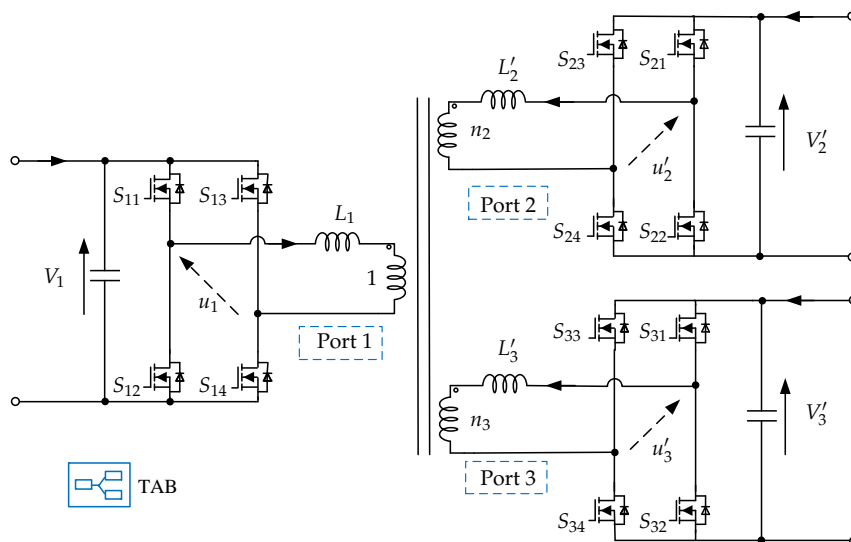 S23
S21
L′2
n2
u′2
V′2
Port 2
S24
S22
S11
S13
L1
V1
u1
1
Port 1
S12
S14
S33
S31
L′3
n3
u′3
V′3
Port 3
S34
S32
TAB